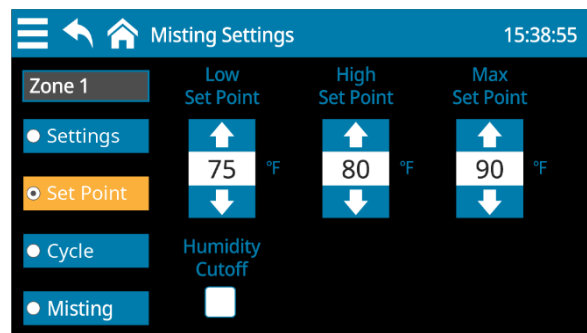 Misting Settings
15:38:55
Zone 1
Settings
Set Point
Cycle
Misting
Low
Set Point
75 °F
High
Set Point
80 °F
Max
Set Point
90 °F
Humidity
Cutoff